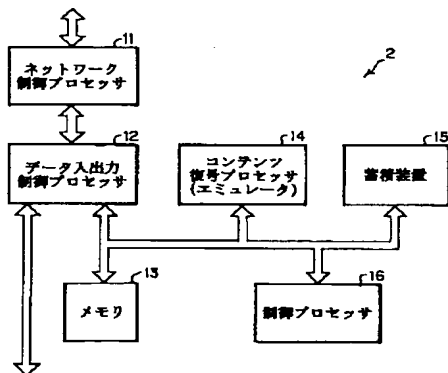 11
ネットワーク
制御プロセッサ
2
12
データ入出力
制御プロセッサ
14
コンテンツ
復号プロセッサ
(エミュレータ)
15
蓄積装置
13
メモリ
16
制御プロセッサ